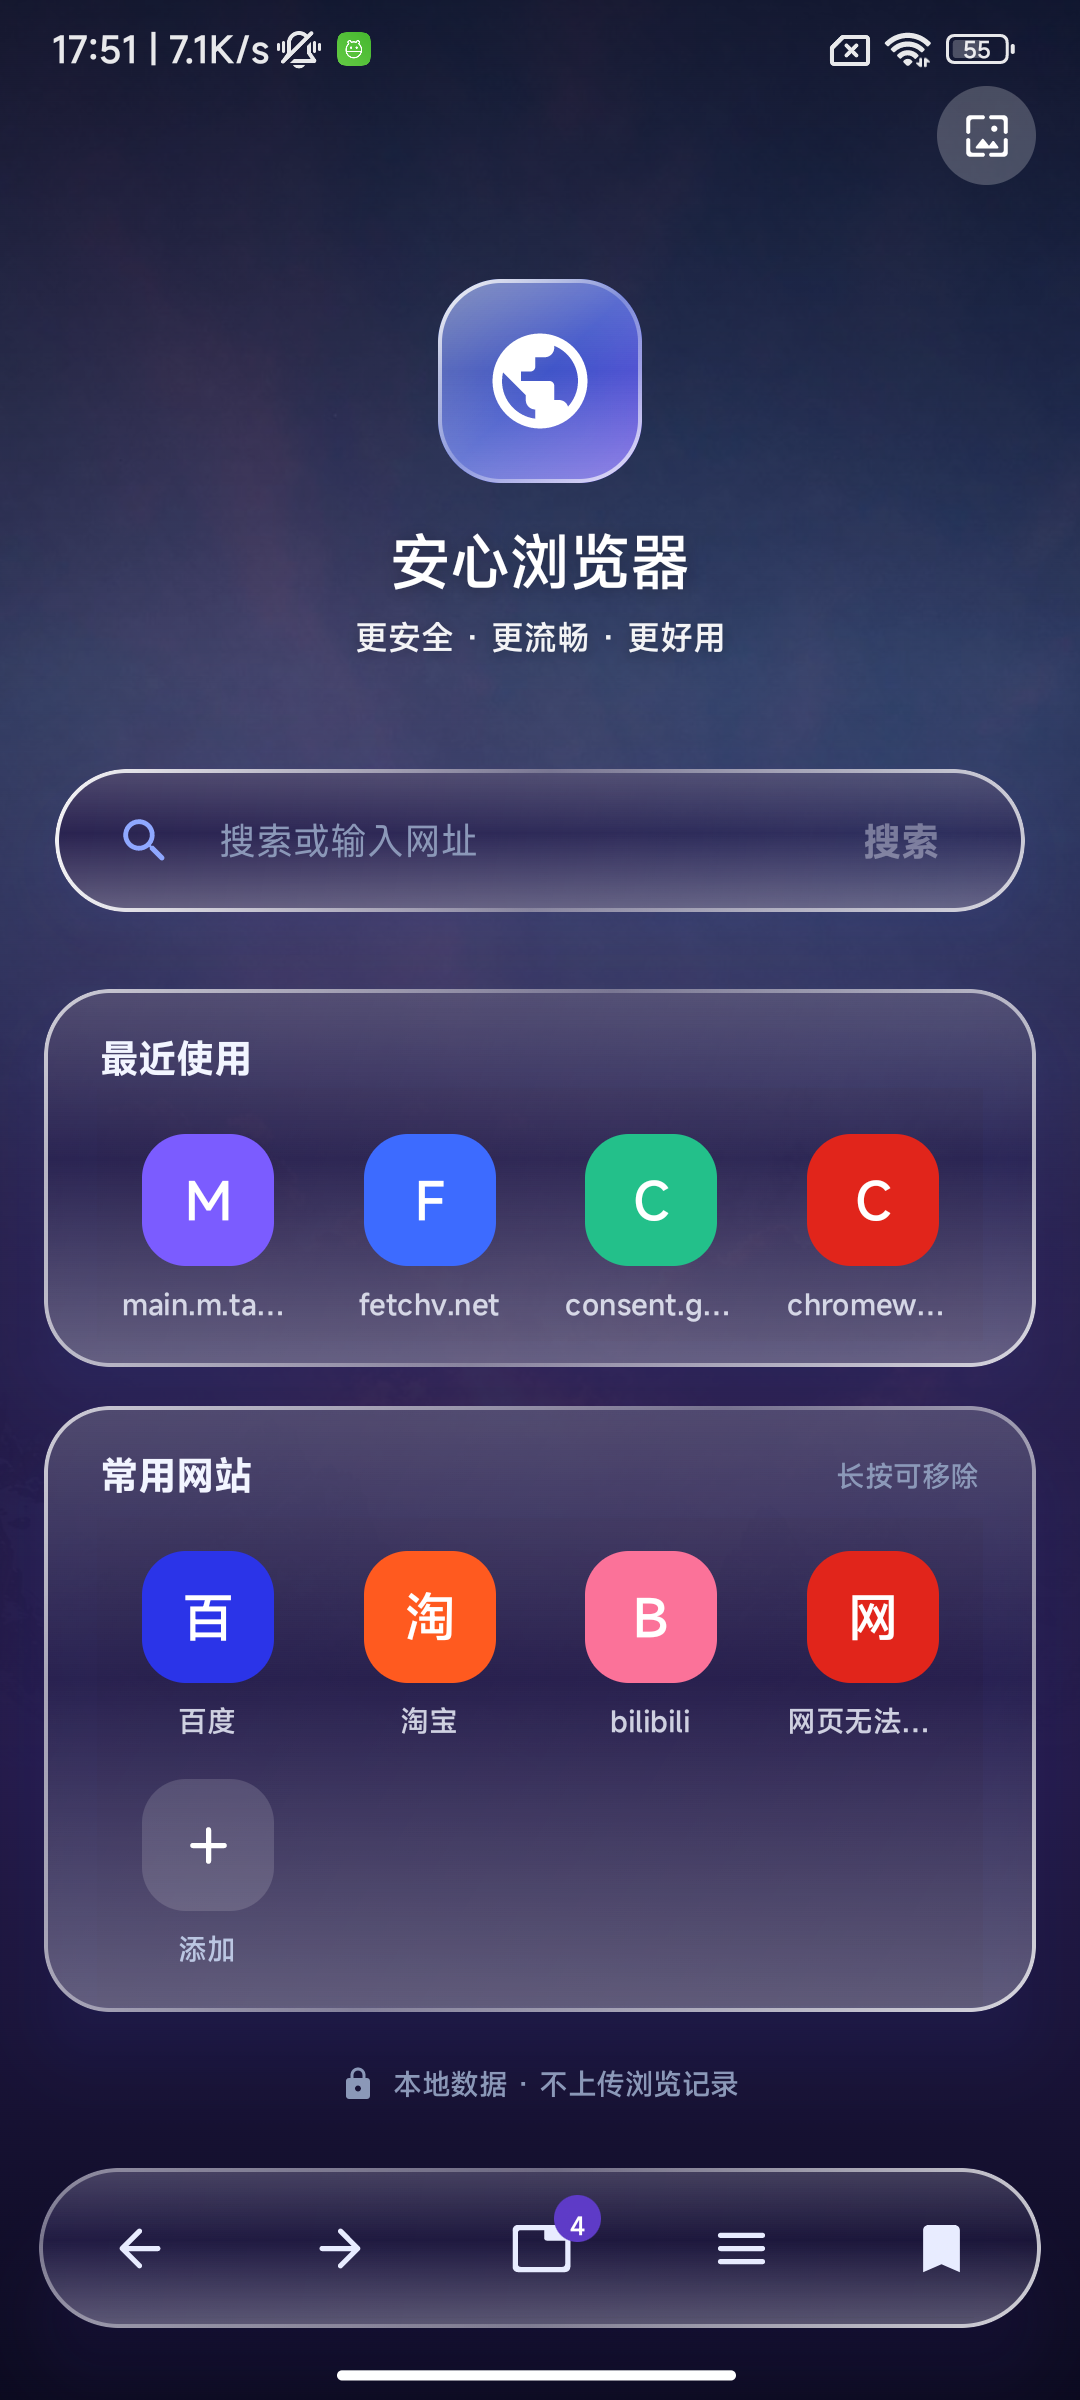 17:51 | 7.1K/s
55
安心浏览器
更安全 · 更流畅 · 更好用
搜索或输入网址
搜索
最近使用
M F C C
main.m.ta... fetchv.net consent.g... chromew...
常用网站
长按可移除
百 淘 B 网
百度 淘宝 bilibili 网页无法...
添加
本地数据 · 不上传浏览记录
4